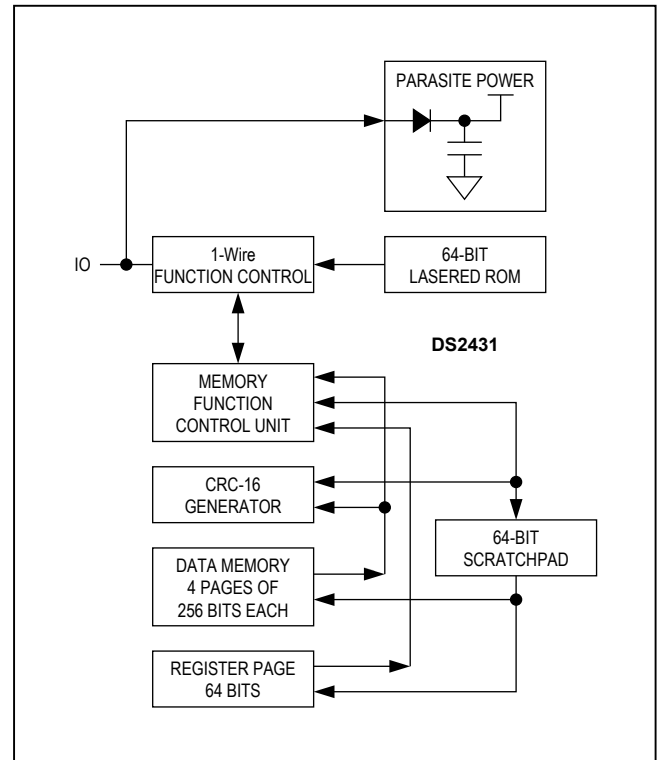 PARASITE POWER
IO
1-Wire
FUNCTION CONTROL
64-BIT
LASERED ROM
DS2431
MEMORY
FUNCTION
CONTROL UNIT
CRC-16
GENERATOR
64-BIT
SCRATCHPAD
DATA MEMORY
4 PAGES OF
256 BITS EACH
REGISTER PAGE
64 BITS